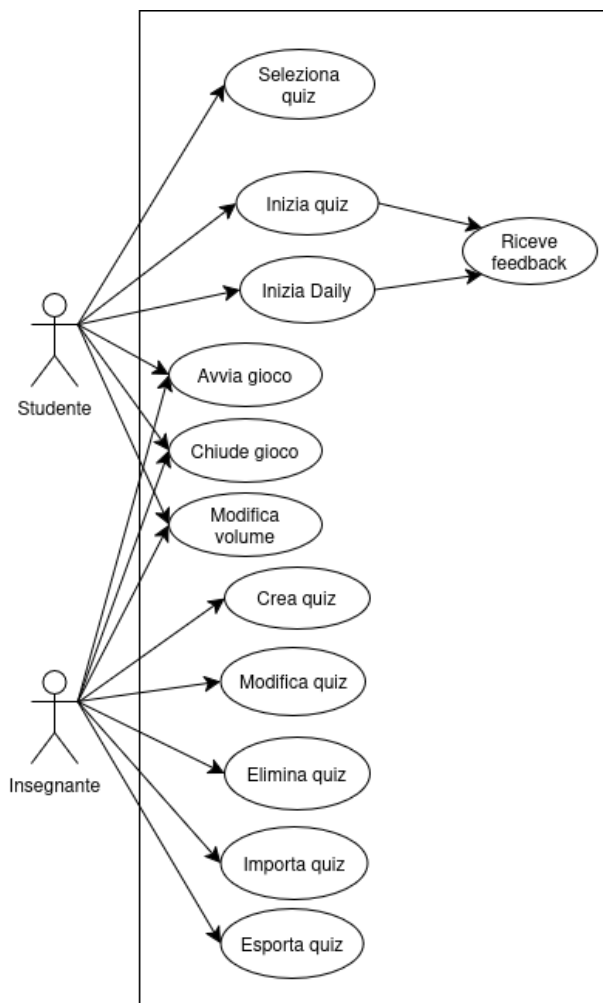 Seleziona
quiz
Inizia quiz
Riceve
feedback
Inizia Daily
Studente
Avvia gioco
Chiude gioco
Modifica
volume
Crea quiz
Modifica quiz
Insegnante
Elimina quiz
Importa quiz
Esporta quiz